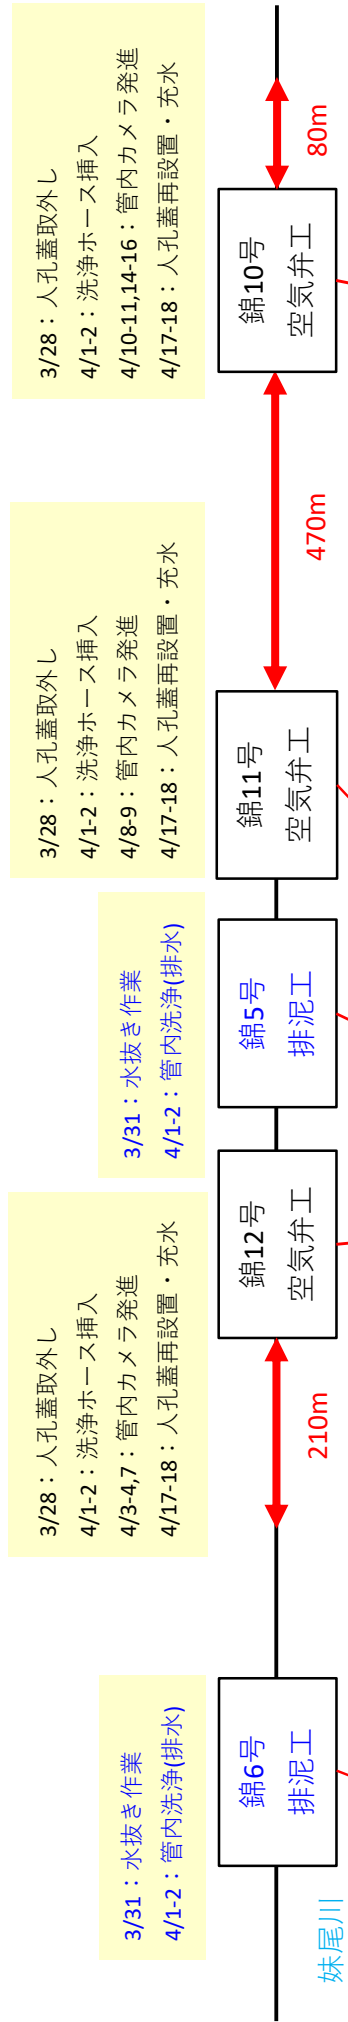 3/31：水抜き作業
4/1-2：管内洗浄(排水)
錦6号
排泥工
妹尾川
3/28：人孔蓋取外し
4/1-2：洗浄ホース挿入
4/3-4,7：管内カメラ発進
4/17-18：人孔蓋再設置・充水
210m
錦12号
空気弁工
3/31：水抜き作業
4/1-2：管内洗浄(排水)
錦5号
排泥工
3/28：人孔蓋取外し
4/1-2：洗浄ホース挿入
4/8-9：管内カメラ発進
4/17-18：人孔蓋再設置・充水
錦11号
空気弁工
470m
3/28：人孔蓋取外し
4/1-2：洗浄ホース挿入
4/10-11,14-16：管内カメラ発進
4/17-18：人孔蓋再設置・充水
錦10号
空気弁工
80m